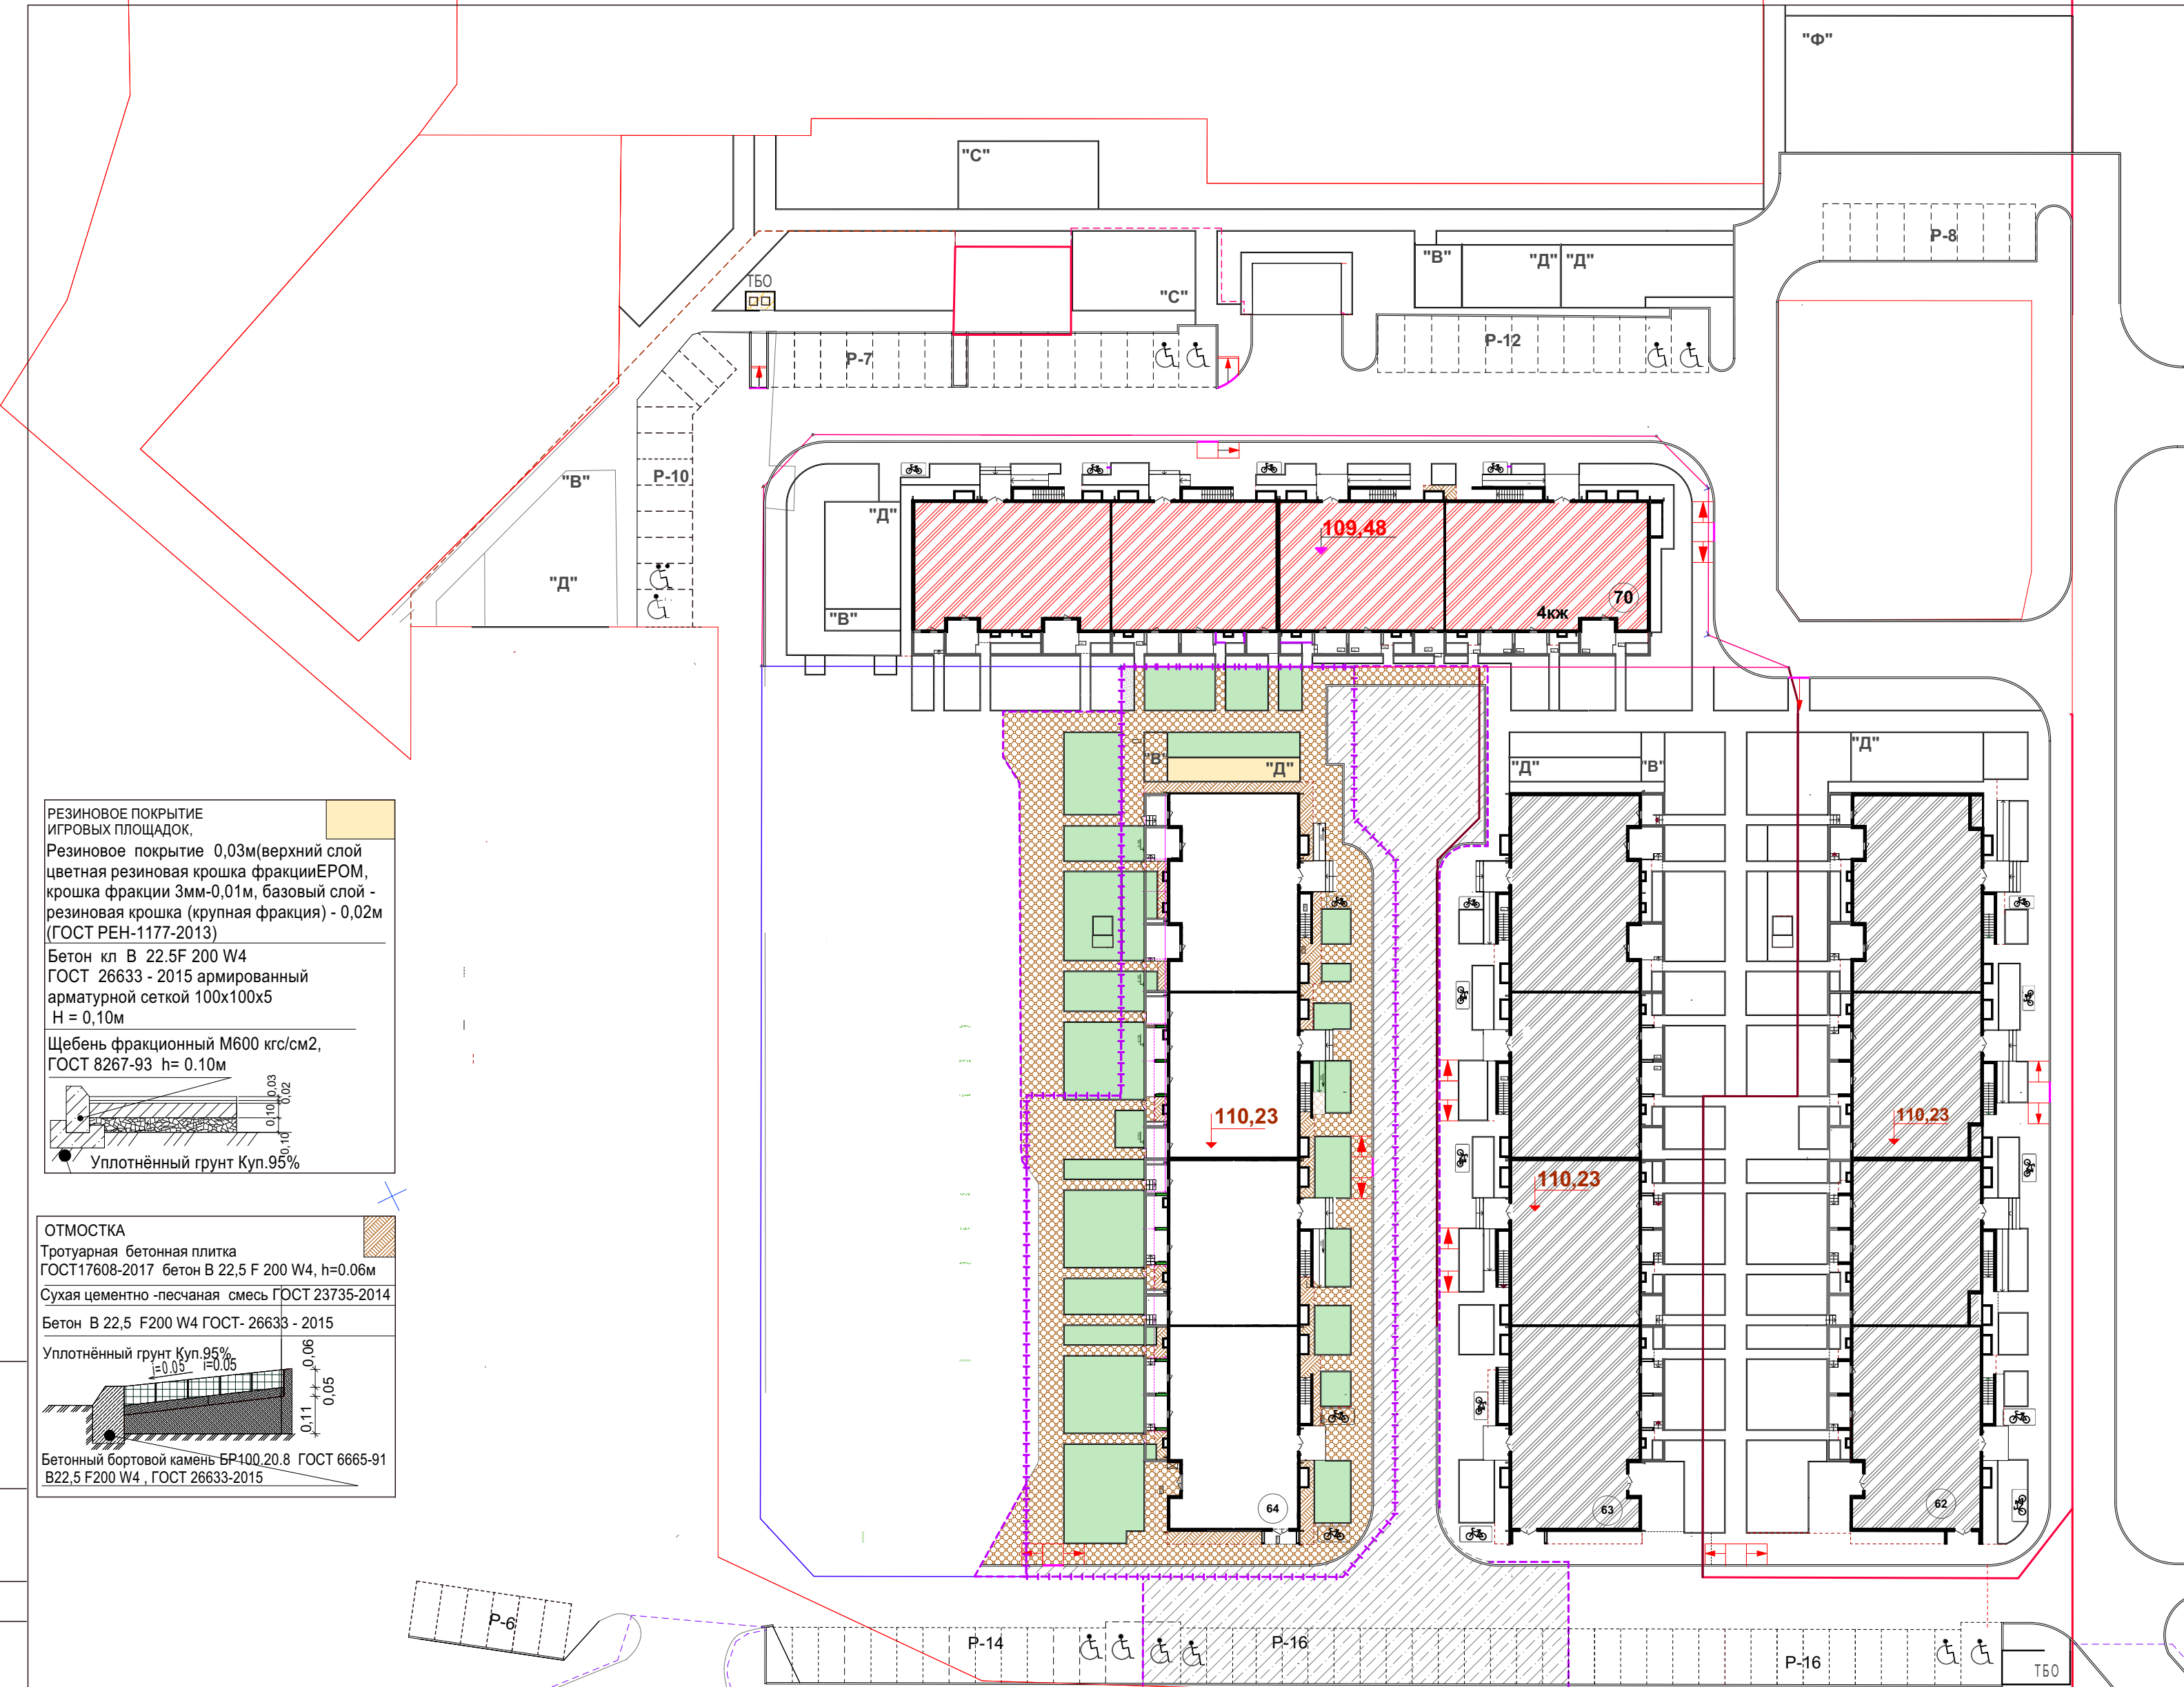 "Ф"
"С"
Р-8
"В"
"Д"
"Д"
ТБО
"С"
Р-7
Р-12
"В"
Р-10
"Д"
109,48
"Д"
"В"
4кж
70
"В"
"Д"
"Д"
"В"
"Д"
РЕЗИНОВОЕ ПОКРЫТИЕ
ИГРОВЫХ ПЛОЩАДОК,
Резиновое покрытие 0,03м(верхний слой
цветная резиновая крошка фракцииЕРОМ,
крошка фракции 3мм-0,01м, базовый слой -
резиновая крошка (крупная фракция) - 0,02м
(ГОСТ РЕН-1177-2013)
Бетон кл В 22.5F 200 W4
ГОСТ 26633 - 2015 армированный
арматурной сеткой 100х100х5
Н = 0,10м
Щебень фракционный М600 кгс/см2,
ГОСТ 8267-93 h= 0.10м
0,03
0,02
0,10
0,10
Уплотнённый грунт Куп.95%
110,23
110,23
110,23
ОТМОСТКА
Тротуарная бетонная плитка
ГОСТ17608-2017 бетон В 22,5 F 200 W4, h=0.06м
Сухая цементно -песчаная смесь ГОСТ 23735-2014
Бетон В 22,5 F200 W4 ГОСТ- 26633 - 2015
Уплотнённый грунт Куп.95%
i=0.05 i=0.05
0,06
0,05
0,11
Бетонный бортовой камень БР100.20.8 ГОСТ 6665-91
В22,5 F200 W4 , ГОСТ 26633-2015
64
63
62
Р-6
Р-14
Р-16
Р-16
ТБО